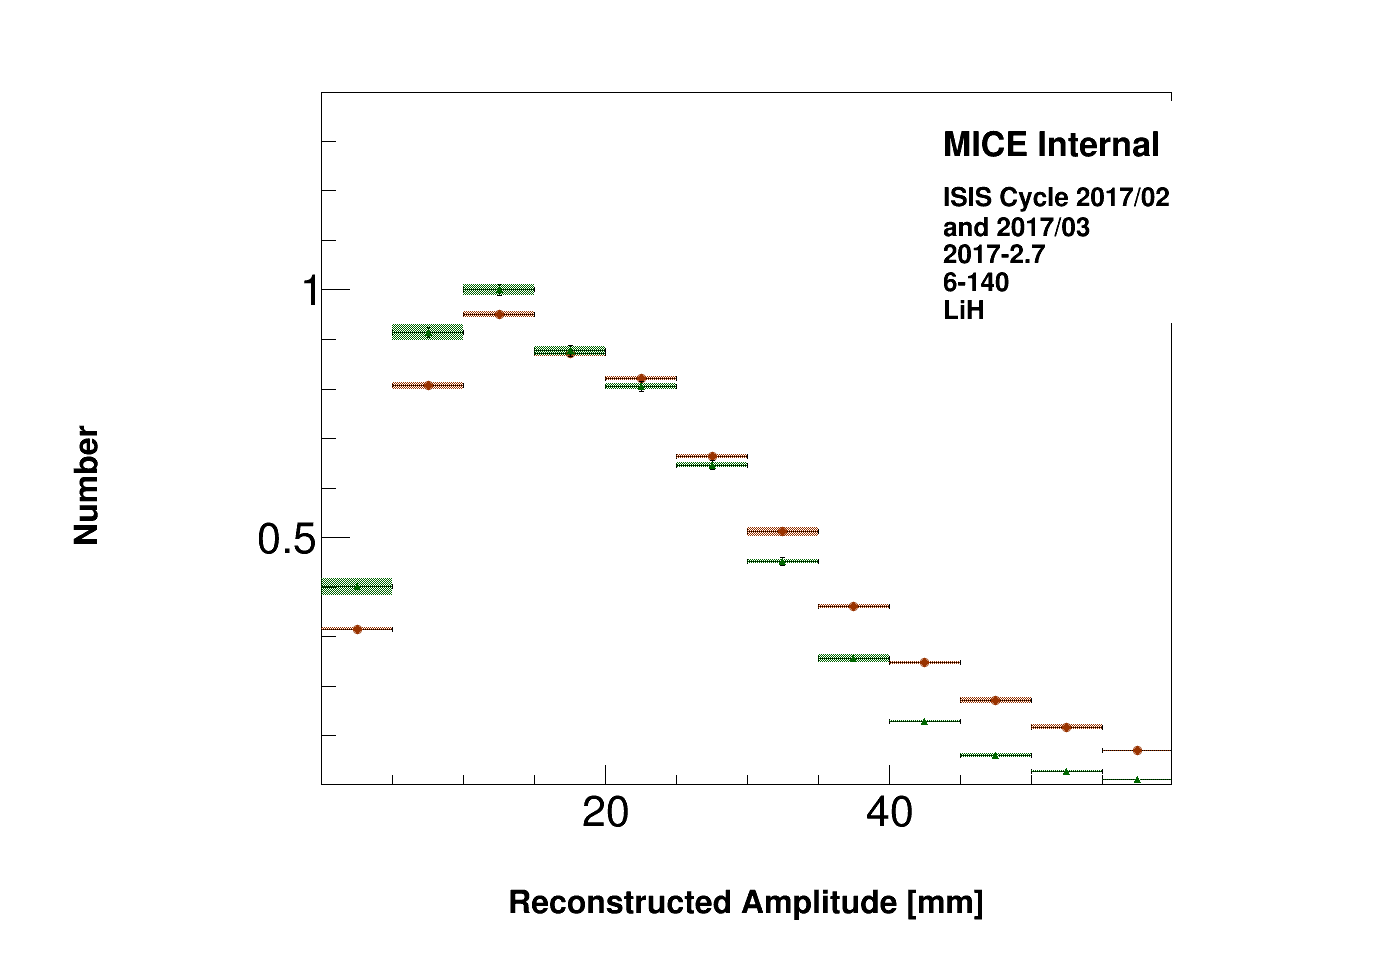 MICE Internal
ISIS Cycle 2017/02
and 2017/03
2017-2.7
6-140
LiH
1
0.5
Number
20
40
Reconstructed Amplitude [mm]